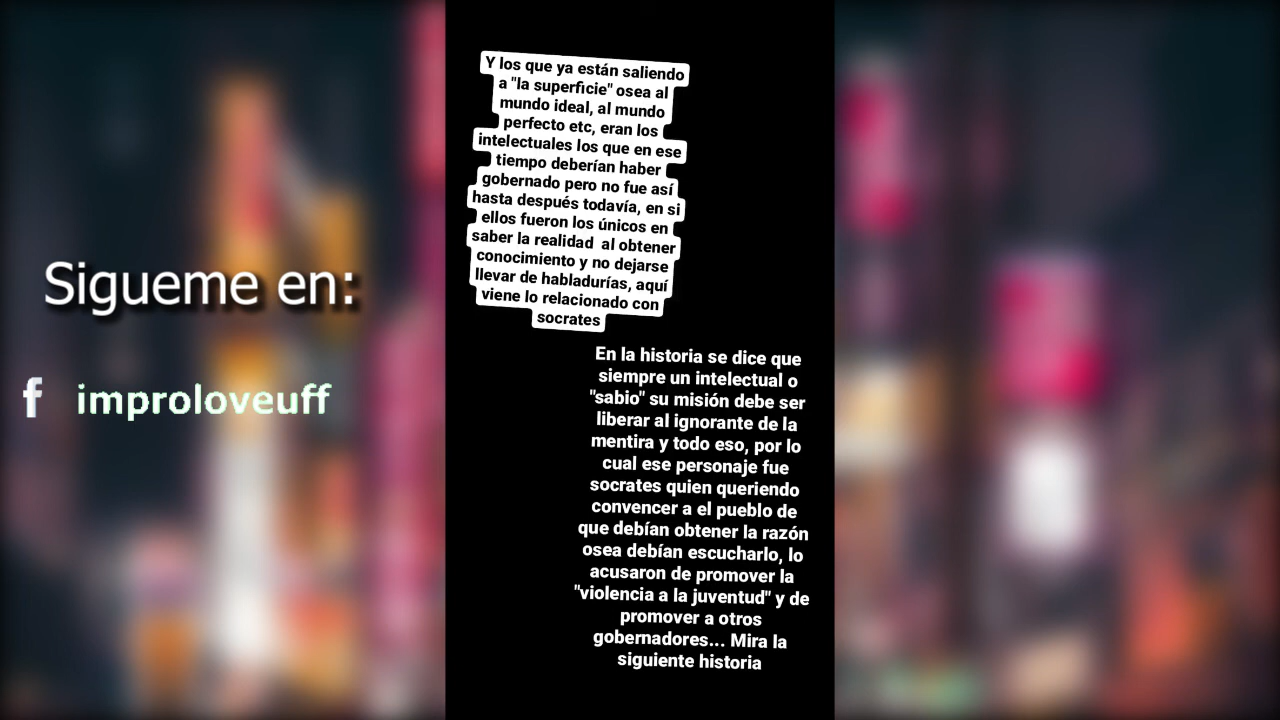 Sigueme en:
f improloveuff
Y los que ya están saliendo
a "la superficie" osea al
mundo ideal, al mundo
perfecto etc, eran los
intelectuales los que en ese
tiempo deberían haber
gobernado pero no fue así
hasta después todavía, en si
ellos fueron los únicos en
saber la realidad al obtener
conocimiento y no dejarse
llevar de habladurías, aquí
viene lo relacionado con
socrates
En la historia se dice que
siempre un intelectual o
"sabio" su misión debe ser
liberar al ignorante de la
mentira y todo eso, por lo
cual ese personaje fue
socrates quien queriendo
convencer a el pueblo de
que debían obtener la razón
osea debían escucharlo, lo
acusaron de promover la
"violencia a la juventud" y de
promover a otros
gobernadores... Mira la
siguiente historia